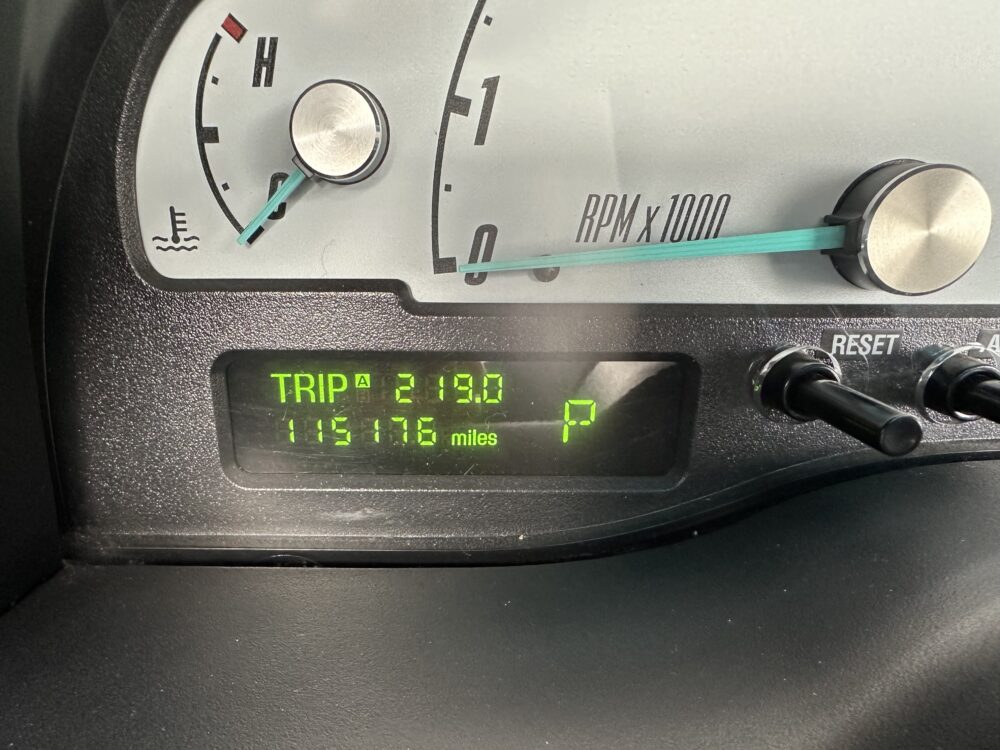 H
C
1
RPM x 1000
0
RESET
TRIP A 219.0
115176 miles
P